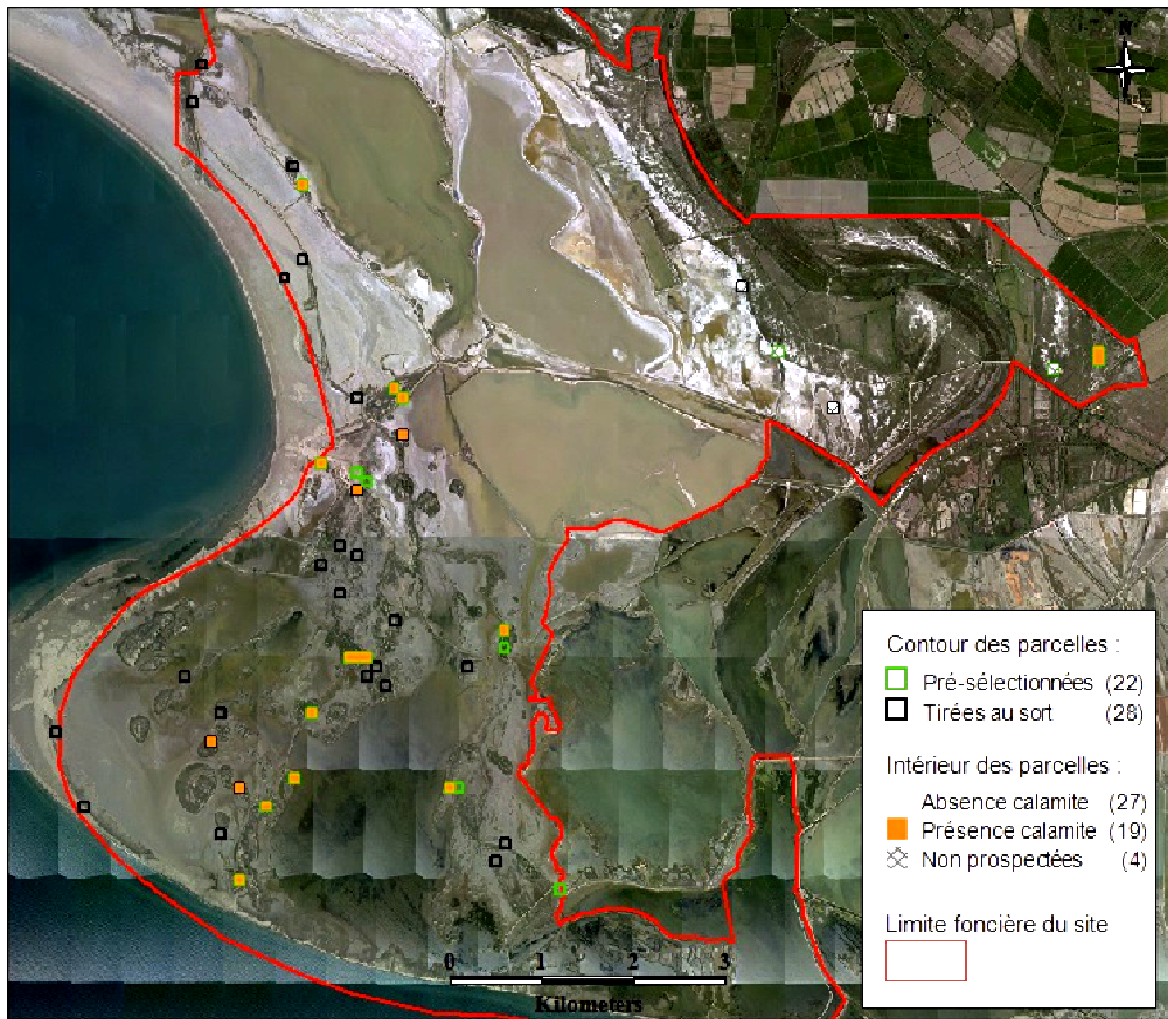 N
Contour des parcelles :
Pré-sélectionnées (22)
Tirées au sort (28)
Intérieur des parcelles :
Absence calamite (27)
Présence calamite (19)
Non prospectées (4)
Limite foncière du site
0 1 2 3
Kilometers